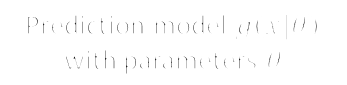 Prediction model g(x|θ)
with parameters θ